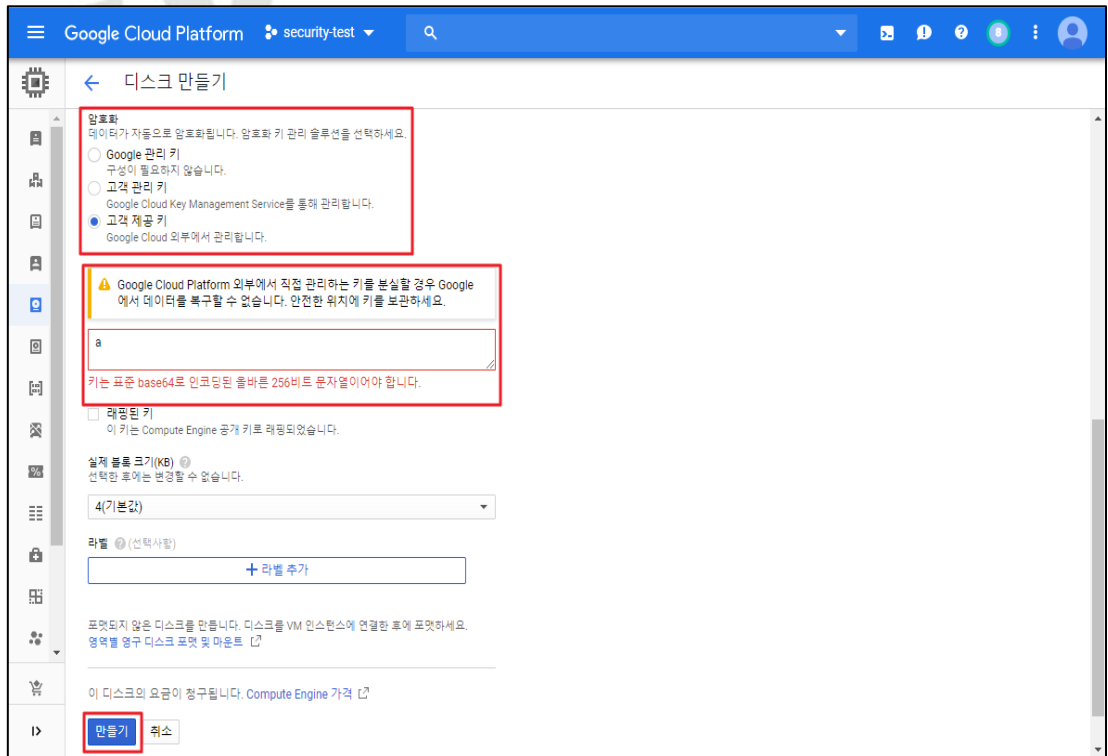 Google Cloud Platform
security-test
8
디스크 만들기
암호화
데이터가 자동으로 암호화됩니다. 암호화 키 관리 솔루션을 선택하세요.
Google 관리 키
구성이 필요하지 않습니다.
고객 관리 키
Google Cloud Key Management Service를 통해 관리합니다.
고객 제공 키
Google Cloud 외부에서 관리합니다.
Google Cloud Platform 외부에서 직접 관리하는 키를 분실할 경우 Google
에서 데이터를 복구할 수 없습니다. 안전한 위치에 키를 보관하세요.
a
키는 표준 base64로 인코딩된 올바른 256비트 문자열이어야 합니다.
래핑된 키
이 키는 Compute Engine 공개 키로 래핑되었습니다.
실제 블록 크기(KB)
선택한 후에는 변경할 수 없습니다.
4(기본값)
라벨 (선택사항)
+ 라벨 추가
포맷되지 않은 디스크를 만듭니다. 디스크를 VM 인스턴스에 연결한 후에 포맷하세요.
영역별 영구 디스크 포맷 및 마운트
이 디스크의 요금이 청구됩니다. Compute Engine 가격
만들기 취소